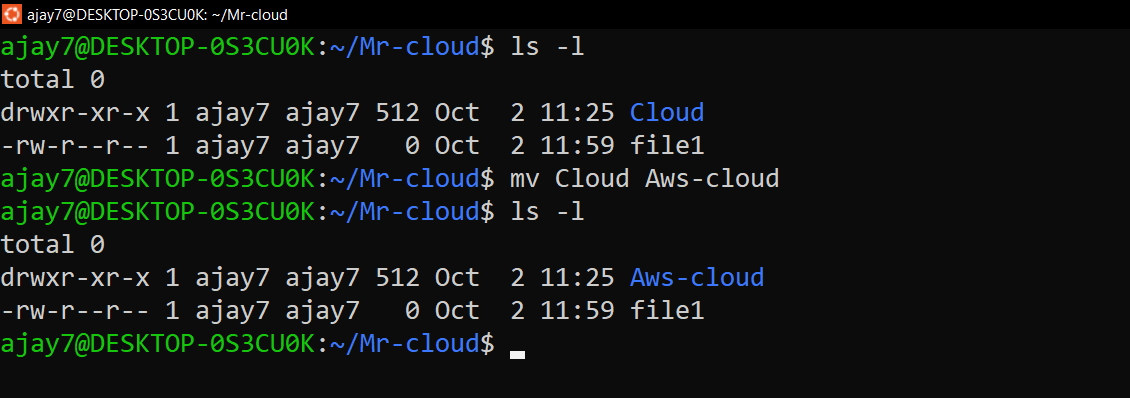 ajay7@DESKTOP-0S3CU0K: ~/Mr-cloud
ajay7@DESKTOP-0S3CU0K:~/Mr-cloud$ ls -l
total 0
drwxr-xr-x 1 ajay7 ajay7 512 Oct  2 11:25 Cloud
-rw-r--r-- 1 ajay7 ajay7   0 Oct  2 11:59 file1
ajay7@DESKTOP-0S3CU0K:~/Mr-cloud$ mv Cloud Aws-cloud
ajay7@DESKTOP-0S3CU0K:~/Mr-cloud$ ls -l
total 0
drwxr-xr-x 1 ajay7 ajay7 512 Oct  2 11:25 Aws-cloud
-rw-r--r-- 1 ajay7 ajay7   0 Oct  2 11:59 file1
ajay7@DESKTOP-0S3CU0K:~/Mr-cloud$